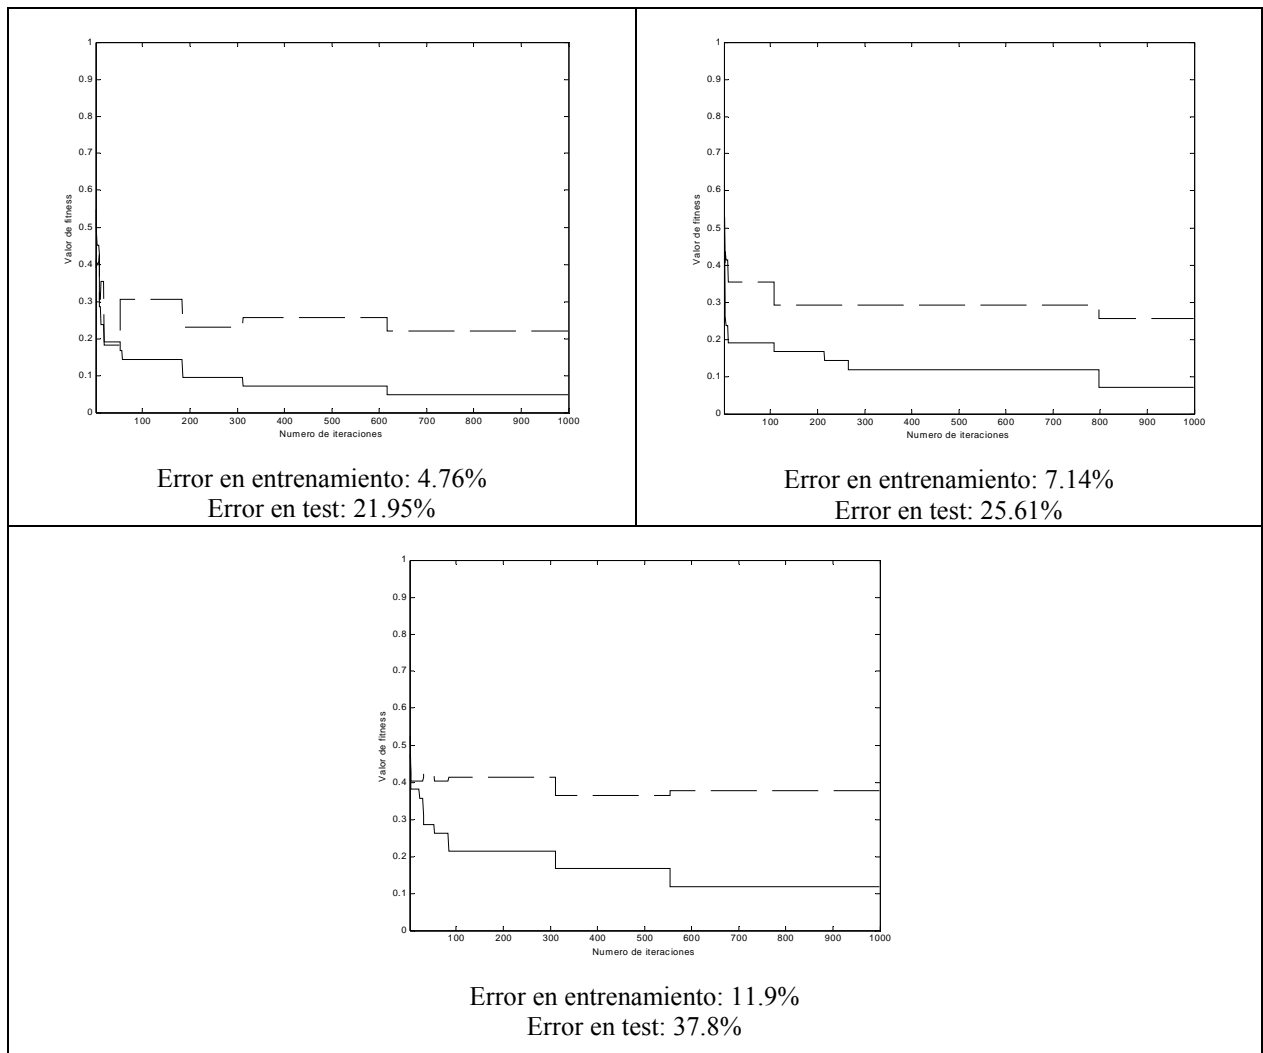 1
0.9
0.8
0.7
0.6
0.5
0.4
0.3
0.2
0.1
0
Valor de fitness
100 200 300 400 500 600 700 800 900 1000
Numero de iteraciones
Error en entrenamiento: 4.76%
Error en test: 21.95%
1
0.9
0.8
0.7
0.6
0.5
0.4
0.3
0.2
0.1
0
Valor de fitness
100 200 300 400 500 600 700 800 900 1000
Numero de iteraciones
Error en entrenamiento: 7.14%
Error en test: 25.61%
1
0.9
0.8
0.7
0.6
0.5
0.4
0.3
0.2
0.1
0
Valor de fitness
100 200 300 400 500 600 700 800 900 1000
Numero de iteraciones
Error en entrenamiento: 11.9%
Error en test: 37.8%